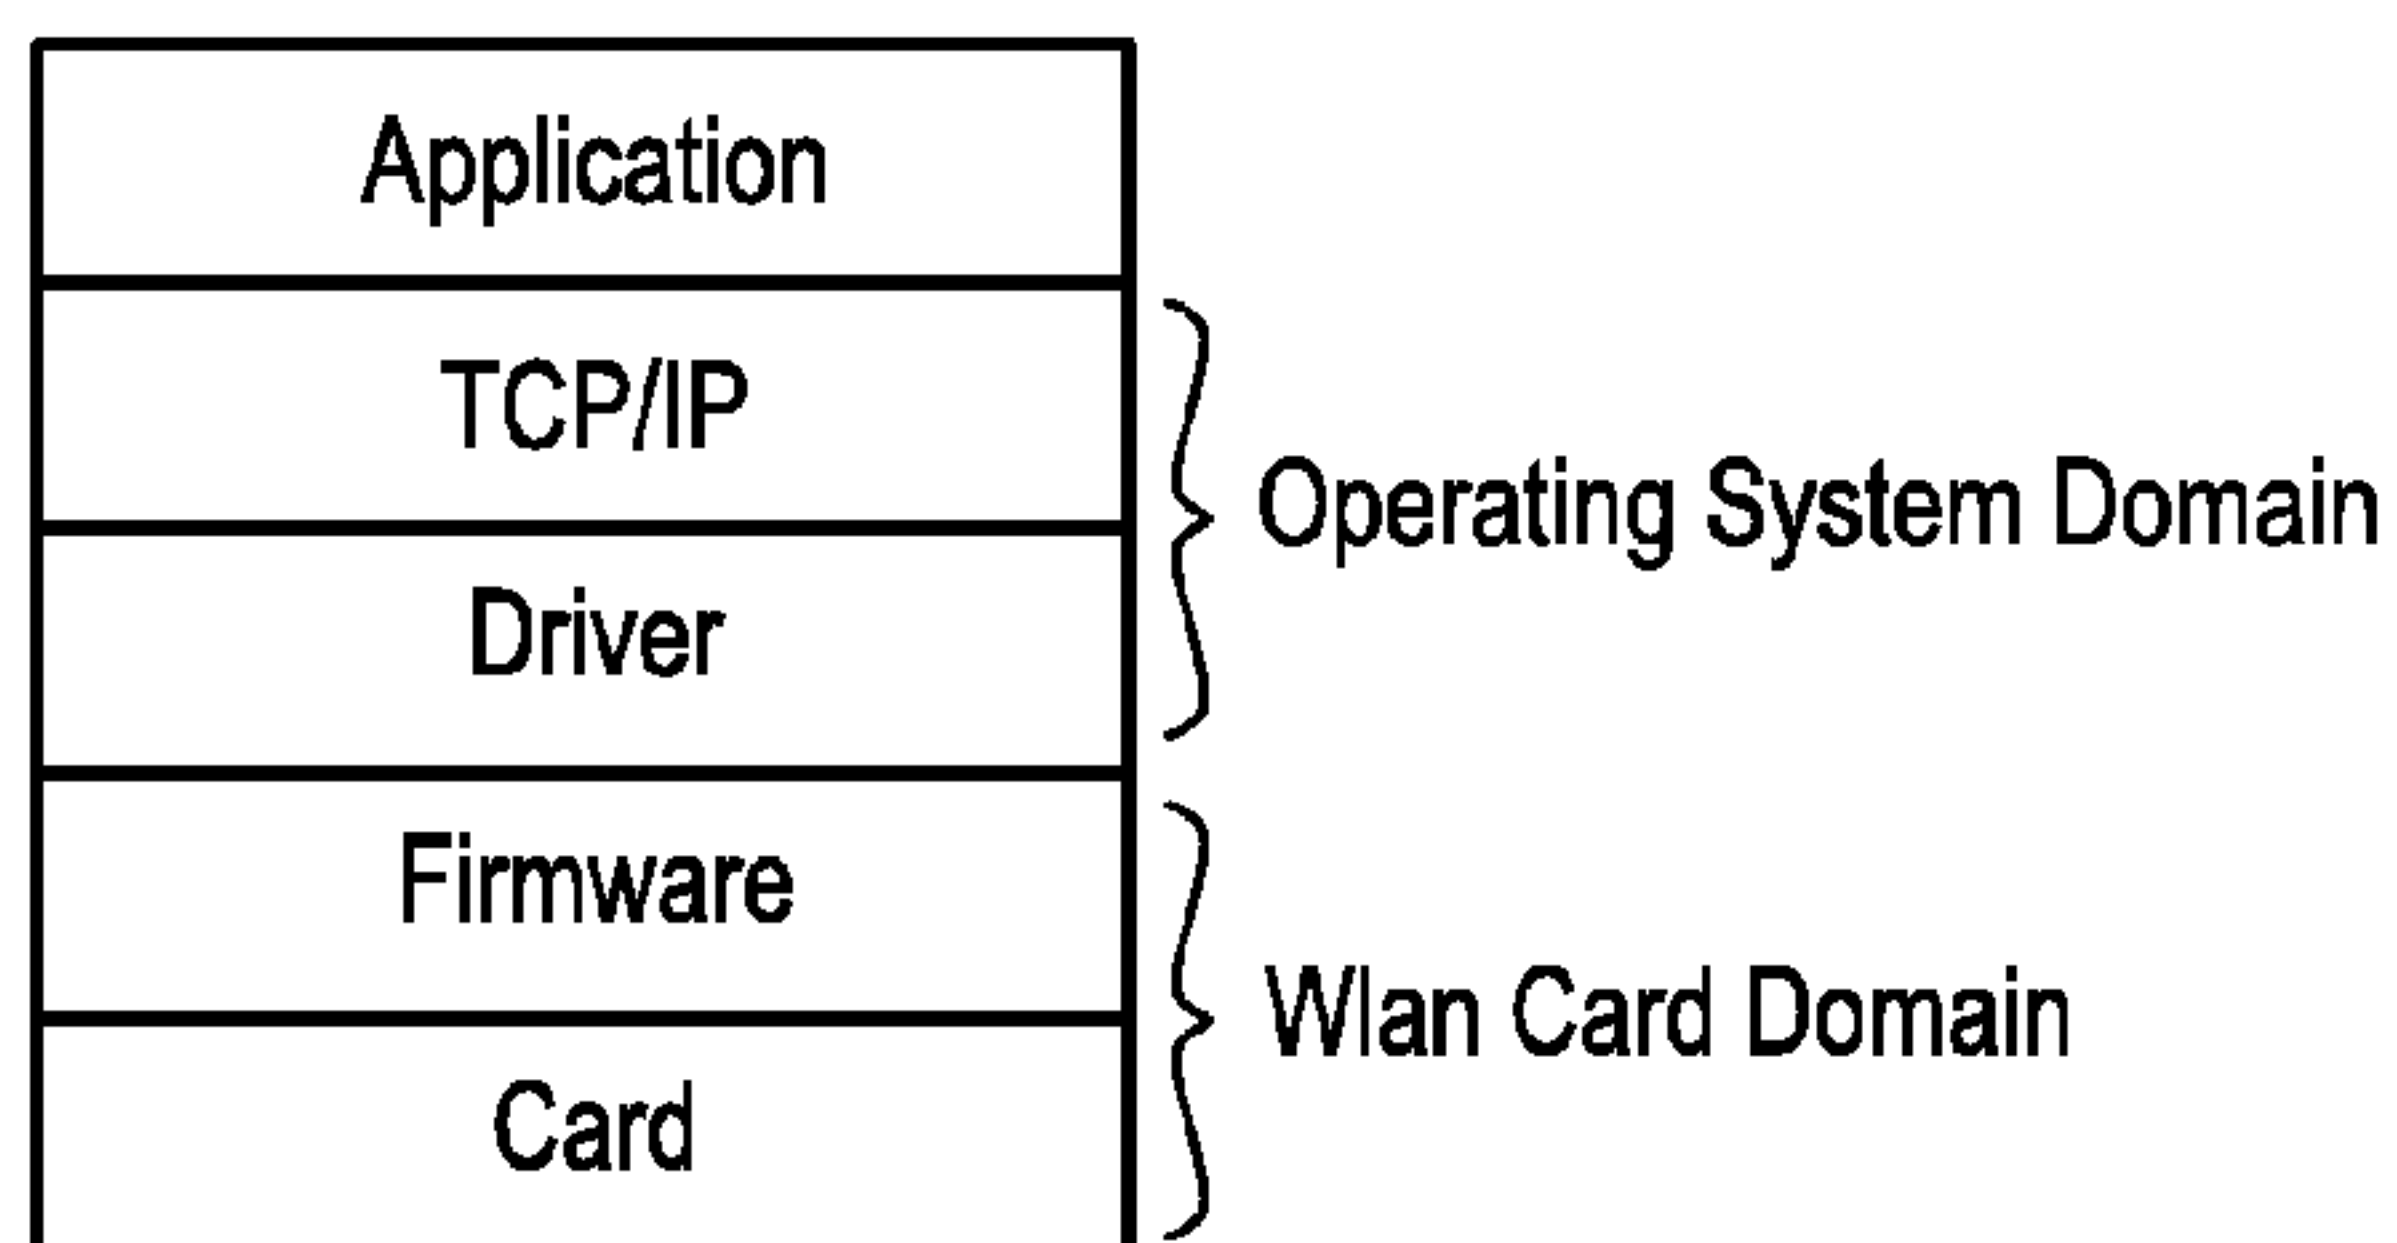 Application
TCP/IP
Operating System Domain
Driver
Firmware
Wlan Card Domain
Card